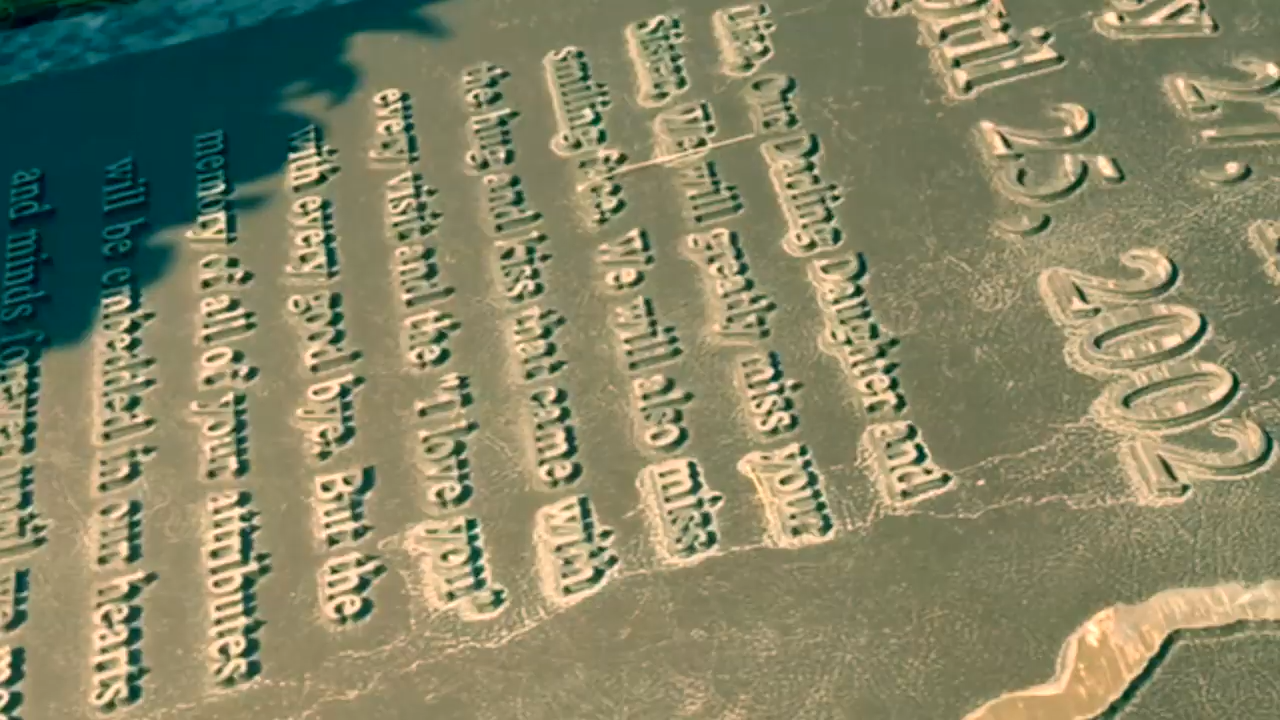 April 25, 2002
Our Darling Daughter and
Sister, We will greatly miss your
smiling face. We will also miss
the hug and kiss that came with
every visit and the "I love you"
with every good bye. But the
memory of all of your attributes
will be embedded in our hearts
and minds forever